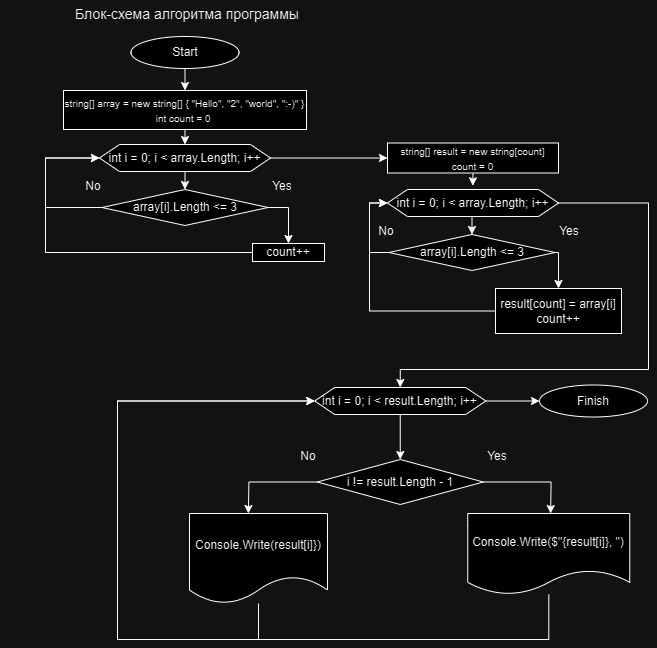 Блок-схема алгоритма программы
Start
string[] array = new string[] { "Hello", "2", "world", ":-)" }
int count = 0
int i = 0; i < array.Length; i++
No
Yes
array[i].Length <= 3
count++
string[] result = new string[count]
count = 0
int i = 0; i < array.Length; i++
No
Yes
array[i].Length <= 3
result[count] = array[i]
count++
int i = 0; i < result.Length; i++
Finish
No
Yes
i != result.Length - 1
Console.Write(result[i]})
Console.Write($"{result[i]}, ")